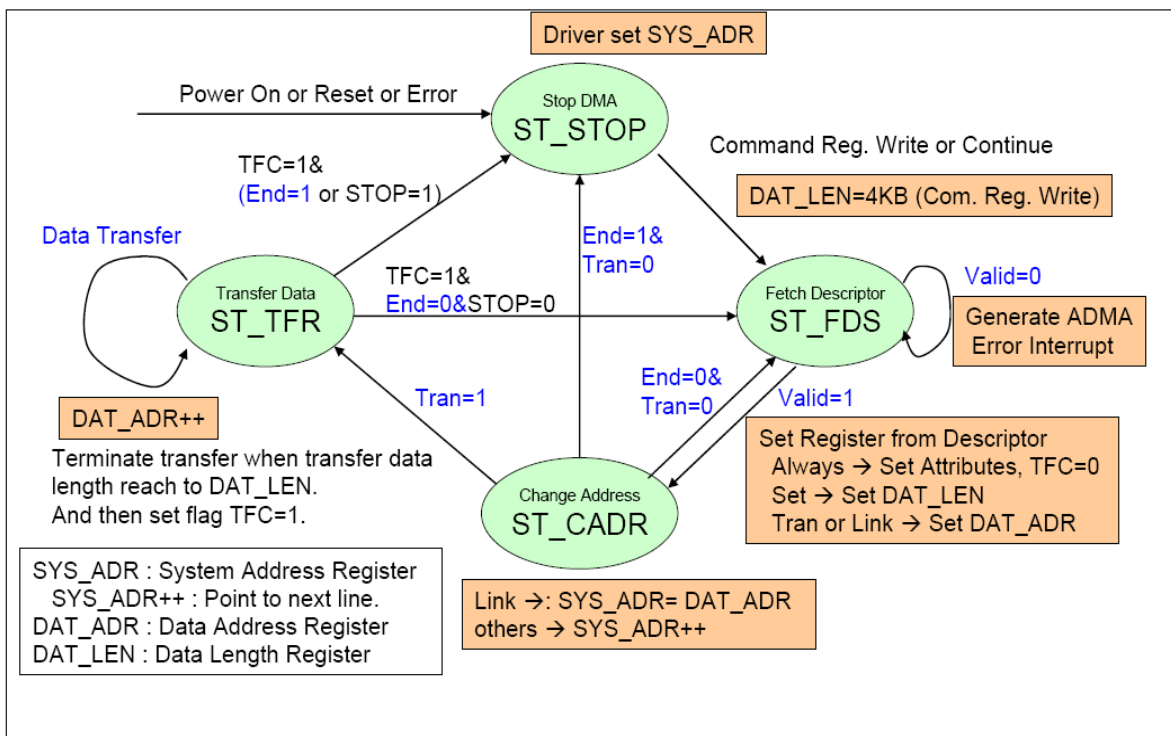 Driver set SYS_ADR
Power On or Reset or Error
Stop DMA
ST_STOP
Command Reg. Write or Continue
DAT_LEN=4KB (Com. Reg. Write)
TFC=1&
(End=1 or STOP=1)
Data Transfer
End=1&
Tran=0
TFC=1&
End=0&STOP=0
Transfer Data
ST_TFR
Fetch Descriptor
ST_FDS
Valid=0
Generate ADMA
Error Interrupt
Tran=1
End=0&
Tran=0
Valid=1
DAT_ADR++
Terminate transfer when transfer data
length reach to DAT_LEN.
And then set flag TFC=1.
Set Register from Descriptor
Always → Set Attributes, TFC=0
Set → Set DAT_LEN
Tran or Link → Set DAT_ADR
Change Address
ST_CADR
SYS_ADR : System Address Register
SYS_ADR++ : Point to next line.
DAT_ADR : Data Address Register
DAT_LEN : Data Length Register
Link →: SYS_ADR= DAT_ADR
others → SYS_ADR++